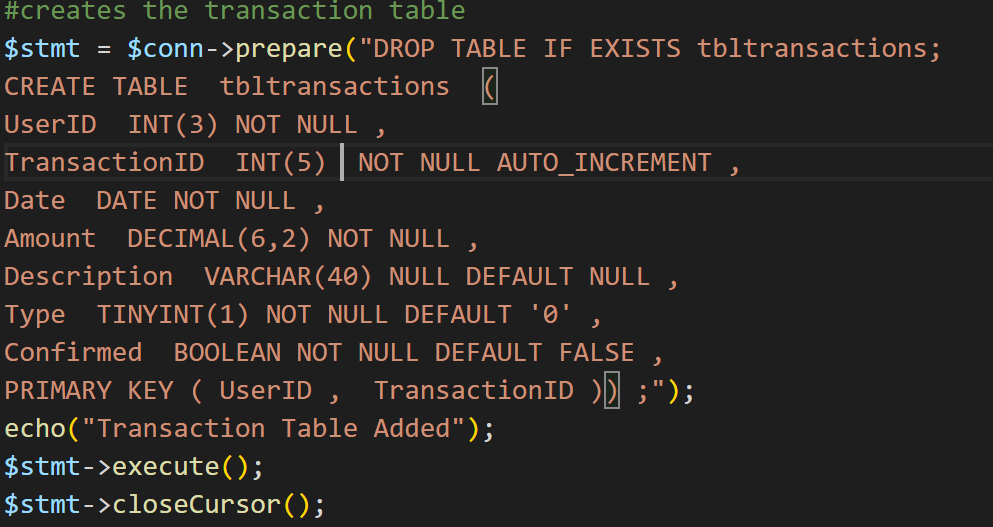 #creates the transaction table
$stmt = $conn->prepare("DROP TABLE IF EXISTS tbltransactions;
CREATE TABLE  tbltransactions  (
UserID  INT(3) NOT NULL ,
TransactionID  INT(5)  NOT NULL AUTO_INCREMENT ,
Date  DATE NOT NULL ,
Amount  DECIMAL(6,2) NOT NULL ,
Description  VARCHAR(40) NULL DEFAULT NULL ,
Type  TINYINT(1) NOT NULL DEFAULT '0' ,
Confirmed  BOOLEAN NOT NULL DEFAULT FALSE ,
PRIMARY KEY ( UserID ,  TransactionID )) ;");
echo("Transaction Table Added");
$stmt->execute();
$stmt->closeCursor();